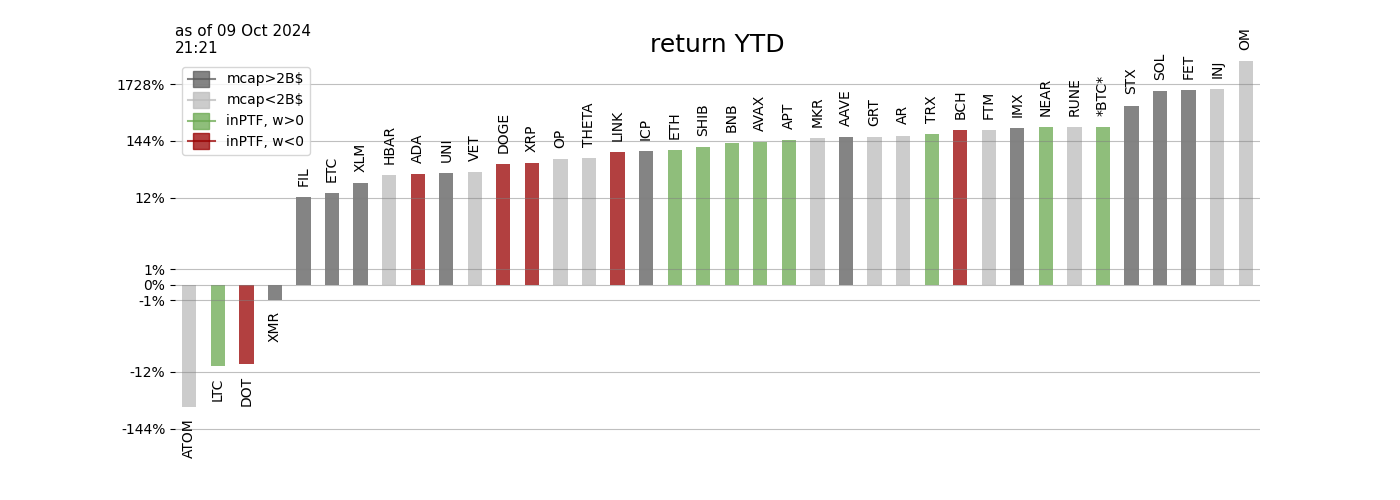 as of 09 Oct 2024
21:21
return YTD
mcap>2B$
mcap<2B$
inPTF, w>0
inPTF, w<0
1728%
144%
12%
1%
0%
-1%
-12%
-144%
ATOM
LTC
DOT
XMR
FIL
ETC
XLM
HBAR
ADA
UNI
VET
DOGE
XRP
OP
THETA
LINK
ICP
ETH
SHIB
BNB
AVAX
APT
MKR
AAVE
GRT
AR
TRX
BCH
FTM
IMX
NEAR
RUNE
*BTC*
STX
SOL
FET
INJ
OM